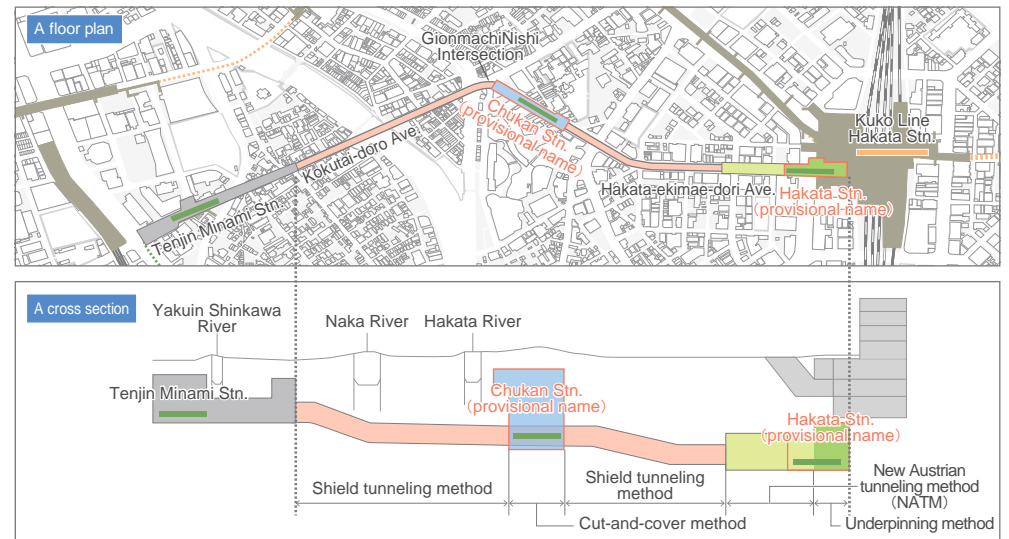 A floor plan
GionmachiNishi
Intersection
Chukan Stn.
(provisional name)
Kokutai-doro Ave.
Tenjin Minami Stn.
Kuko Line
Hakata Stn.
Hakata-ekimae-dori Ave.
Hakata Stn.
(provisional name)
A cross section
Yakuin Shinkawa
River
Naka River
Hakata River
Tenjin Minami Stn.
Chukan Stn.
(provisional name)
Hakata Stn.
(provisional name)
Shield tunneling method
Shield tunneling
method
New Austrian
tunneling method
(NATM)
Cut-and-cover method
Underpinning method